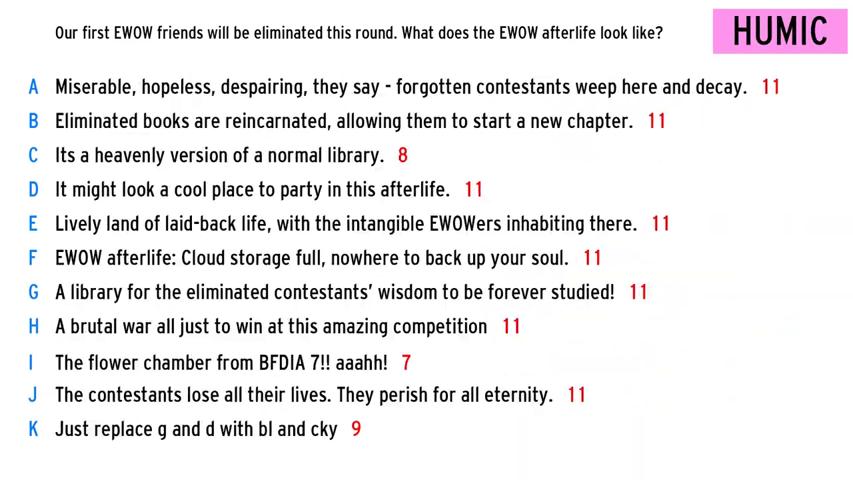 Our first EWOW friends will be eliminated this round. What does the EWOW afterlife look like?
HUMIC
A Miserable, hopeless, despairing, they say - forgotten contestants weep here and decay. 11
B Eliminated books are reincarnated, allowing them to start a new chapter. 11
C Its a heavenly version of a normal library. 8
D It might look a cool place to party in this afterlife. 11
E Lively land of laid-back life, with the intangible EWOWers inhabiting there. 11
F EWOW afterlife: Cloud storage full, nowhere to back up your soul. 11
G A library for the eliminated contestants’ wisdom to be forever studied! 11
H A brutal war all just to win at this amazing competition 11
I The flower chamber from BFDIA 7!! aaahh! 7
J The contestants lose all their lives. They perish for all eternity. 11
K Just replace g and d with bl and cky 9